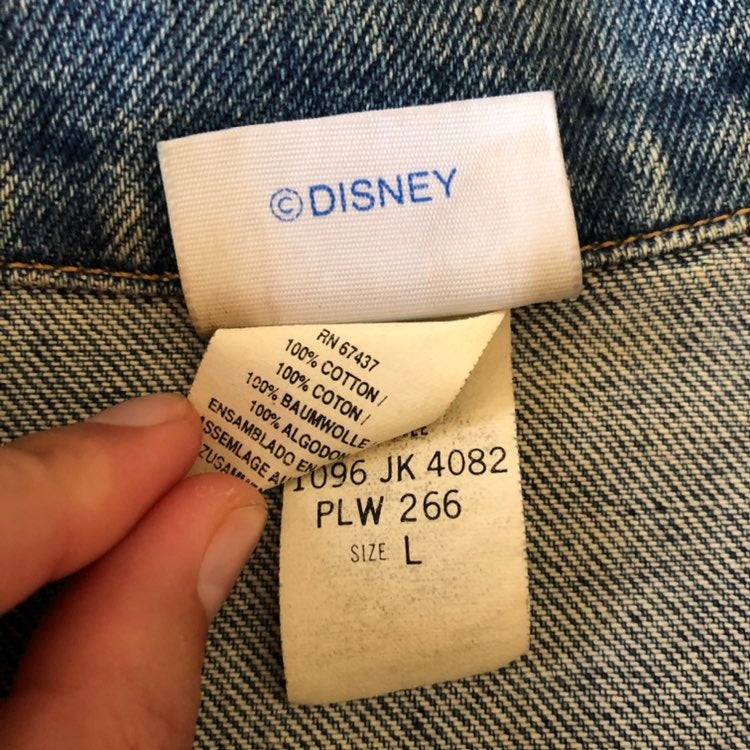 ©DISNEY
RN 67437
100% COTTON/
100% COTON/
100% BAUMWOLLE
100% ALGODON
ENSAMBLADO EN
1096 JK 4082
PLW 266
SIZE L